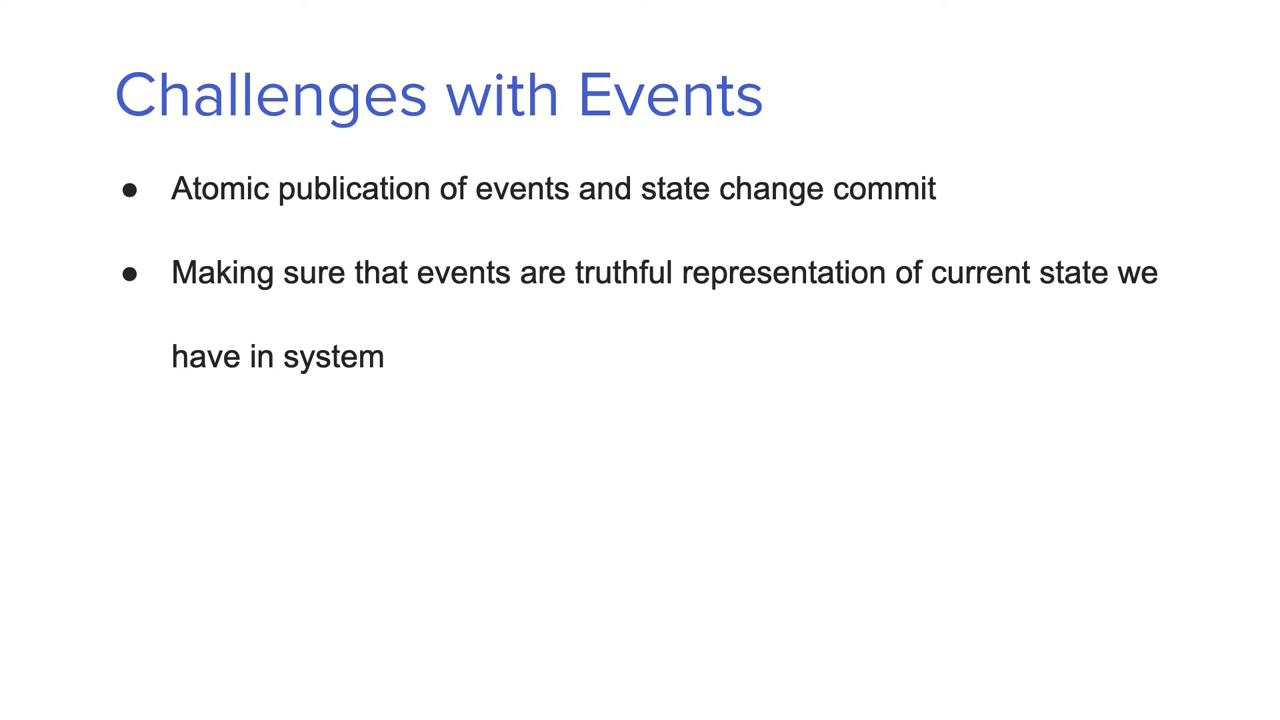 Challenges with Events
● Atomic publication of events and state change commit
● Making sure that events are truthful representation of current state we
have in system